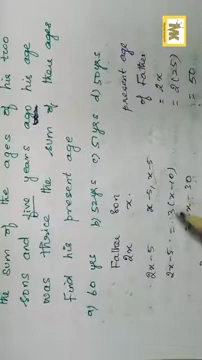 the sum of the ages of his two
sons and five years ago his age
was thrice the sum of their ages
Find his present age
a) 60 yrs b) 52 yrs c) 51 yrs d) 50 yrs
Father Son
2x x.
2x-5 x-5, x-5
2x-5 = 3(x-10)
x = 30
present age
of Father
= 2x
= 2(25)
= 50